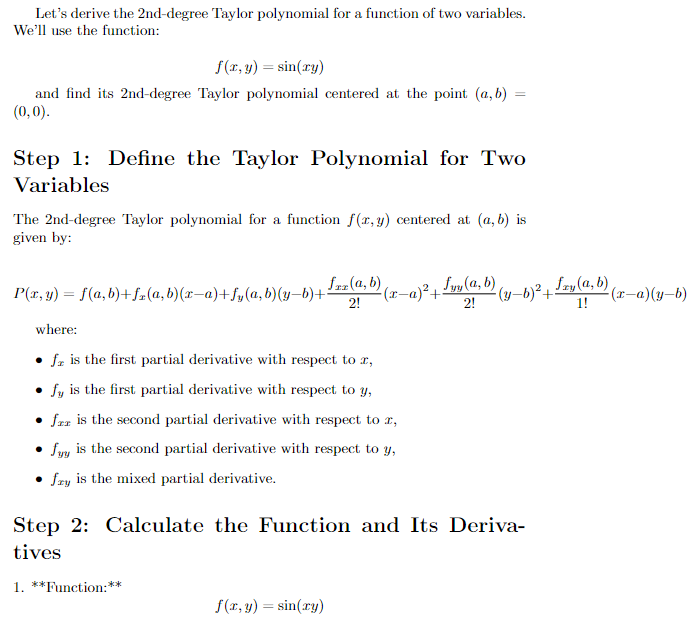 Let's derive the 2nd-degree Taylor polynomial for a function of two variables.
We'll use the function:
f(x, y) = sin(xy)
and find its 2nd-degree Taylor polynomial centered at the point (a, b) =
(0, 0).
Step 1: Define the Taylor Polynomial for Two
Variables
The 2nd-degree Taylor polynomial for a function f(x, y) centered at (a, b) is
given by:
P(x, y) = f(a, b)+f_x(a, b)(x−a)+f_y(a, b)(y−b)+\frac{f_{xx}(a, b)}{2!}(x−a)^2+\frac{f_{yy}(a, b)}{2!}(y−b)^2+\frac{f_{xy}(a, b)}{1!}(x−a)(y−b)
where:
• f_x is the first partial derivative with respect to x,
• f_y is the first partial derivative with respect to y,
• f_{xx} is the second partial derivative with respect to x,
• f_{yy} is the second partial derivative with respect to y,
• f_{xy} is the mixed partial derivative.
Step 2: Calculate the Function and Its Deriva-
tives
1. **Function:**
f(x, y) = sin(xy)